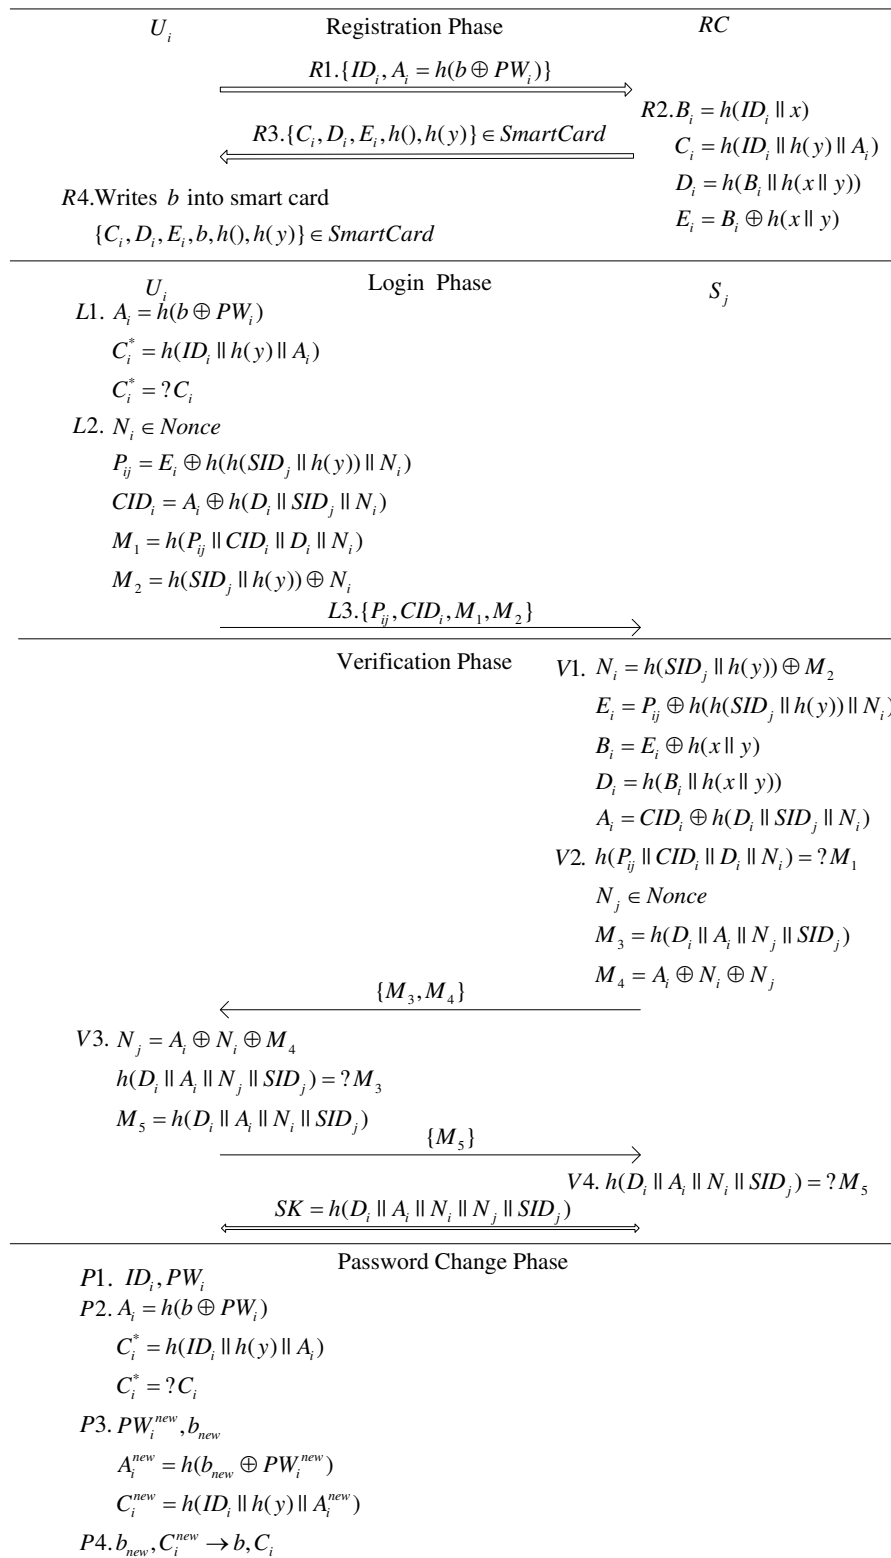 U_i Registration Phase RC
R1.{ID_i, A_i = h(b ⊕ PW_i)}
R2. B_i = h(ID_i || x)
R3.{C_i, D_i, E_i, h(), h(y)} ∈ SmartCard
C_i = h(ID_i || h(y) || A_i)
D_i = h(B_i || h(x || y))
R4.Writes b into smart card
E_i = B_i ⊕ h(x || y)
{C_i, D_i, E_i, b, h(), h(y)} ∈ SmartCard
U_i Login Phase S_j
L1. A_i = h(b ⊕ PW_i)
C_i^* = h(ID_i || h(y) || A_i)
C_i^* = ?C_i
L2. N_i ∈ Nonce
P_ij = E_i ⊕ h(h(SID_j || h(y)) || N_i)
CID_i = A_i ⊕ h(D_i || SID_j || N_i)
M_1 = h(P_ij || CID_i || D_i || N_i)
M_2 = h(SID_j || h(y)) ⊕ N_i
L3.{P_ij, CID_i, M_1, M_2}
Verification Phase
V1. N_i = h(SID_j || h(y)) ⊕ M_2
E_i = P_ij ⊕ h(h(SID_j || h(y)) || N_i)
B_i = E_i ⊕ h(x || y)
D_i = h(B_i || h(x || y))
A_i = CID_i ⊕ h(D_i || SID_j || N_i)
V2. h(P_ij || CID_i || D_i || N_i) = ?M_1
N_j ∈ Nonce
M_3 = h(D_i || A_i || N_j || SID_j)
M_4 = A_i ⊕ N_i ⊕ N_j
{M_3, M_4}
V3. N_j = A_i ⊕ N_i ⊕ M_4
h(D_i || A_i || N_j || SID_j) = ?M_3
M_5 = h(D_i || A_i || N_i || SID_j)
{M_5}
V4. h(D_i || A_i || N_i || SID_j) = ?M_5
SK = h(D_i || A_i || N_i || N_j || SID_j)
Password Change Phase
P1. ID_i, PW_i
P2. A_i = h(b ⊕ PW_i)
C_i^* = h(ID_i || h(y) || A_i)
C_i^* = ?C_i
P3. PW_i^new, b_new
A_i^new = h(b_new ⊕ PW_i^new)
C_i^new = h(ID_i || h(y) || A_i^new)
P4. b_new, C_i^new → b, C_i